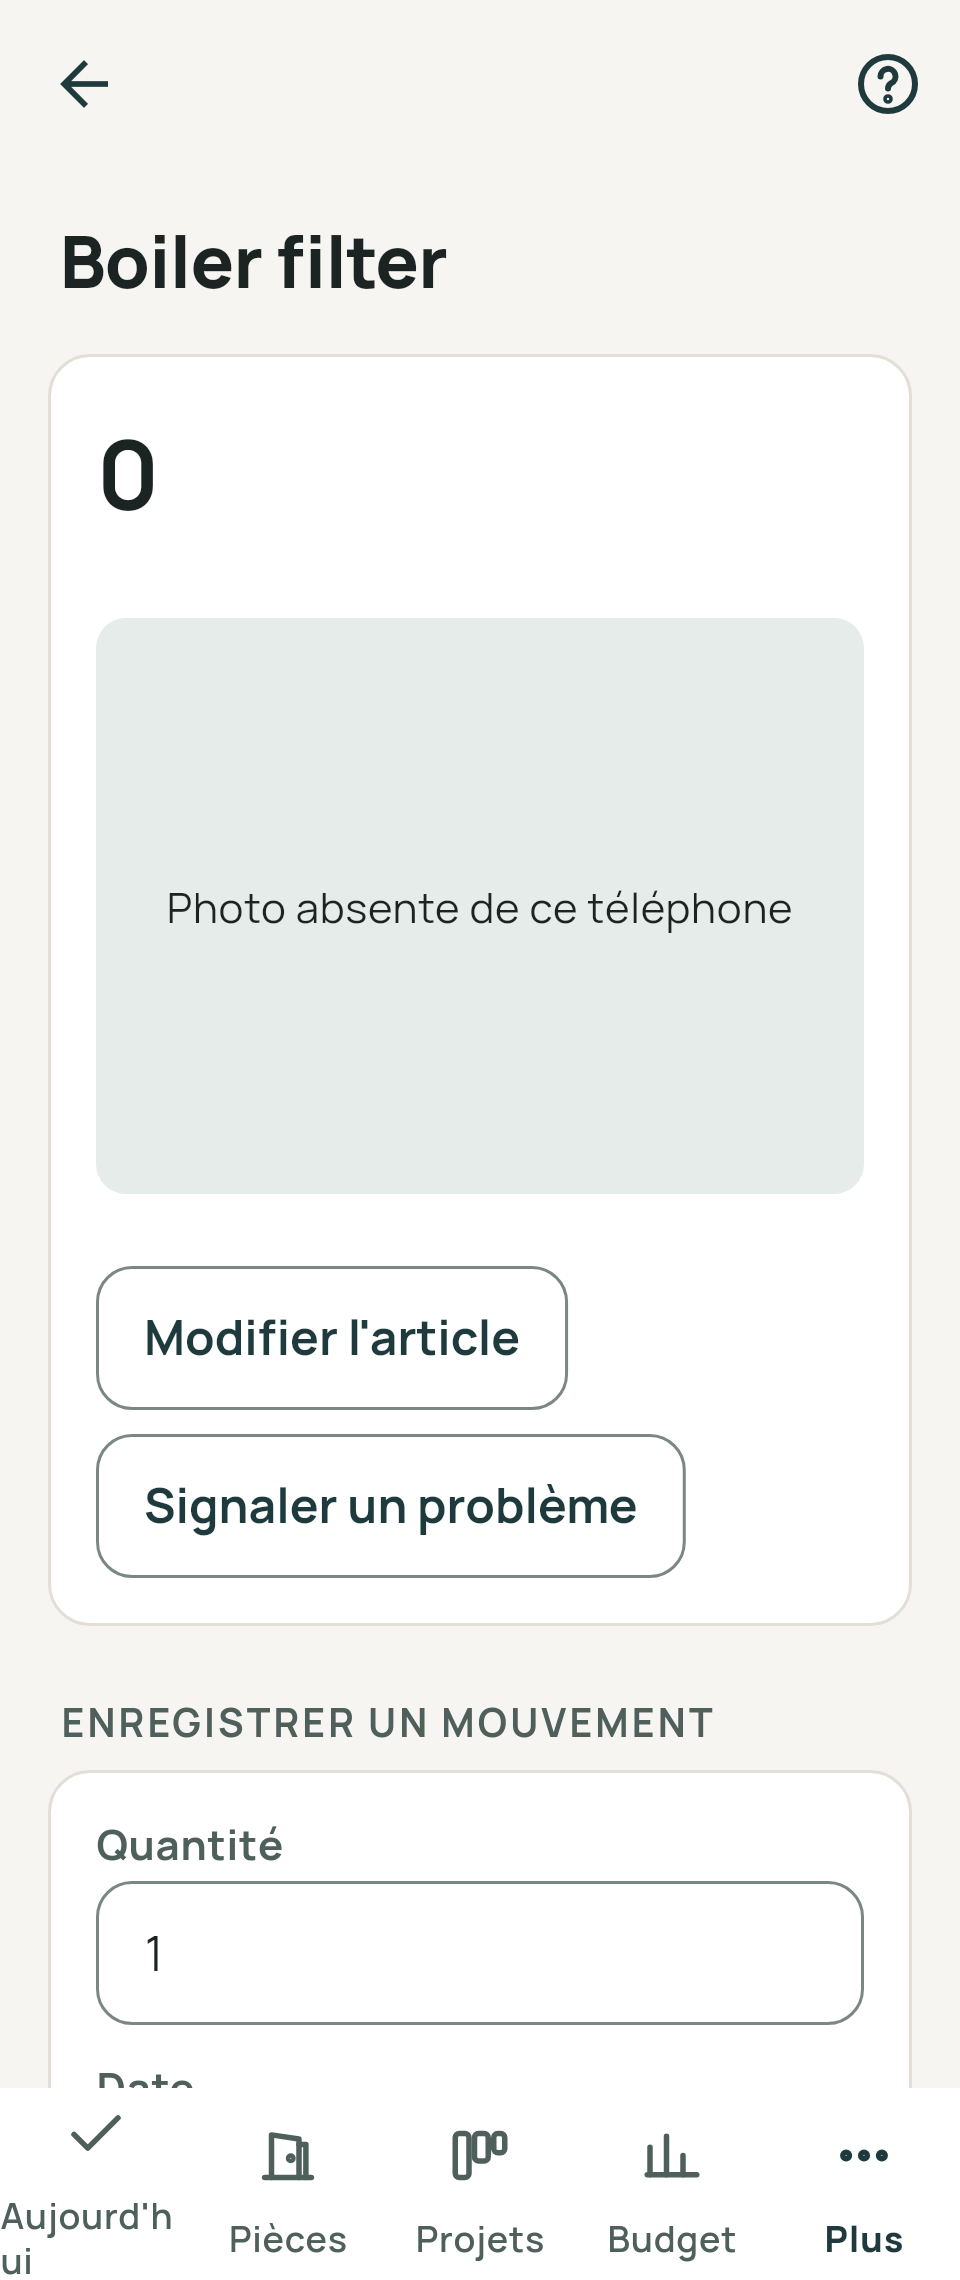 Boiler filter
0
Photo absente de ce téléphone
Modifier l'article
Signaler un problème
ENREGISTRER UN MOUVEMENT
Quantité
1
Date
Aujourd'h
ui
Pièces
Projets
Budget
Plus